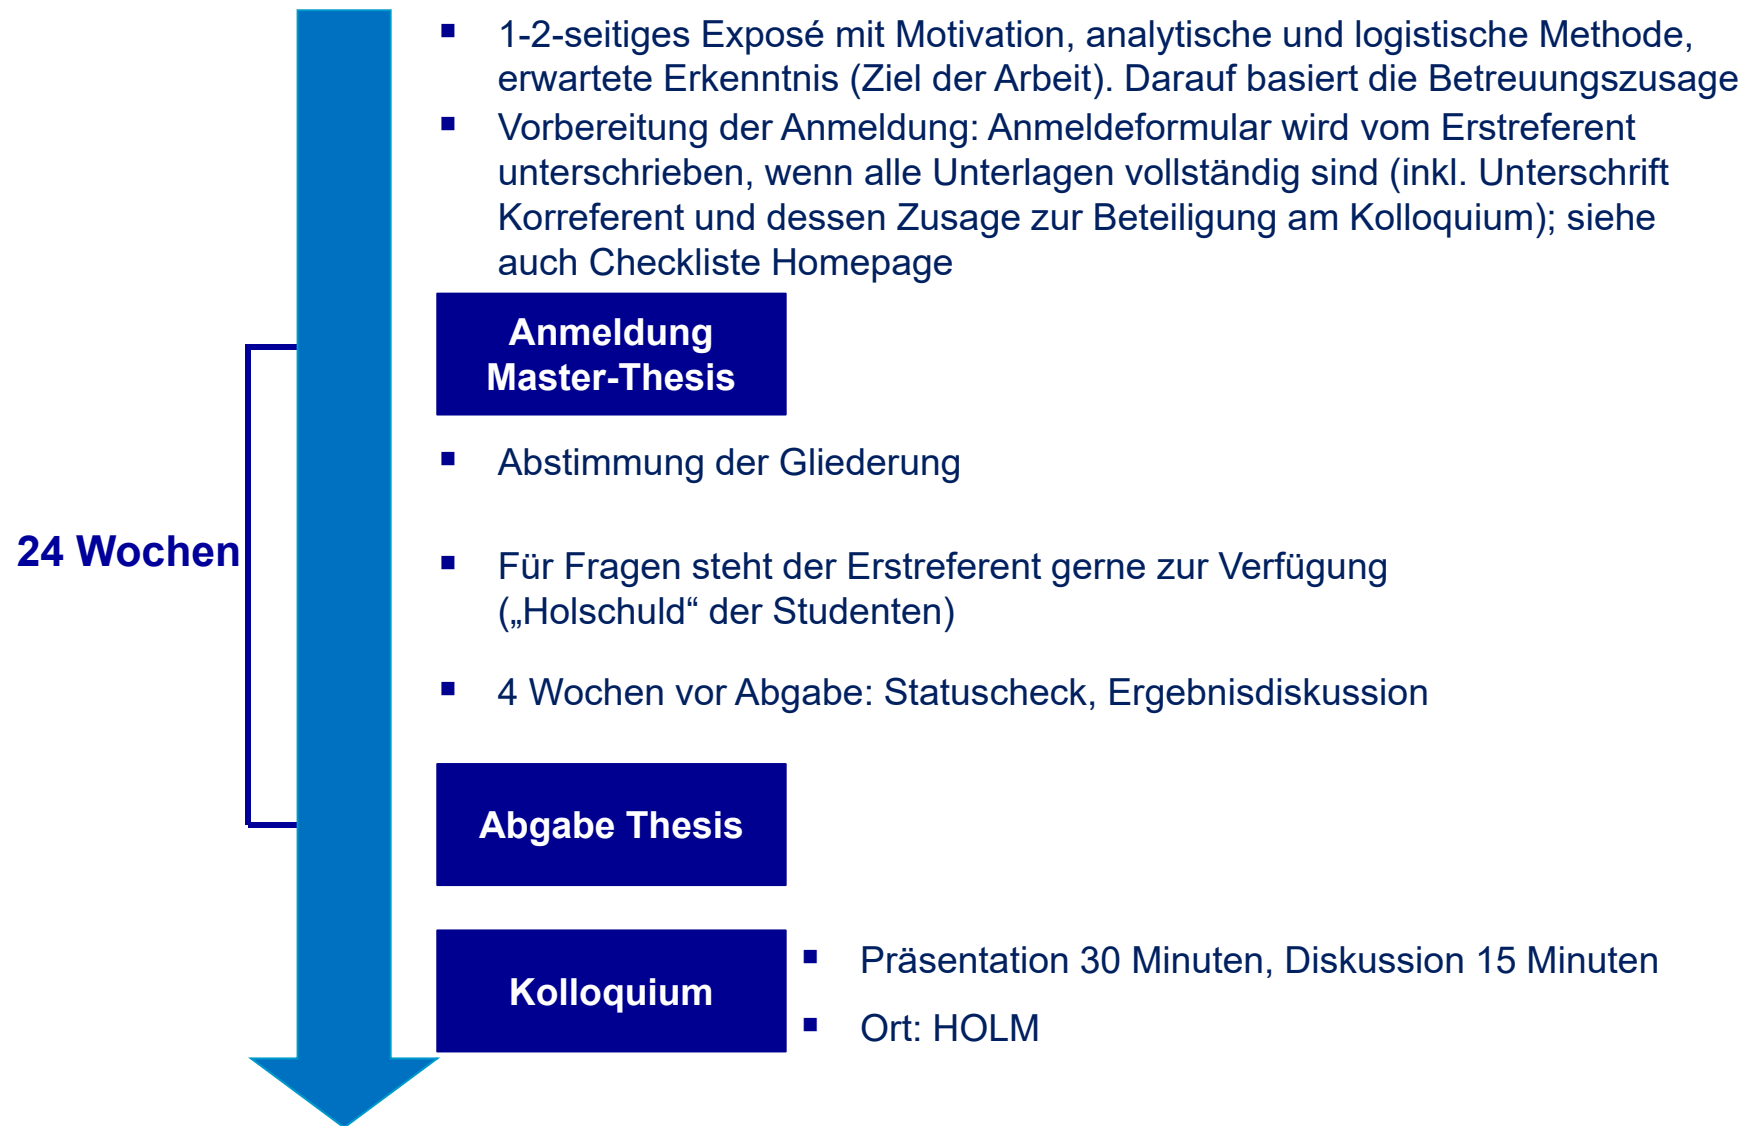 1-2-seitiges Exposé mit Motivation, analytische und logistische Methode,
erwartete Erkenntnis (Ziel der Arbeit). Darauf basiert die Betreuungszusage
Vorbereitung der Anmeldung: Anmeldeformular wird vom Erstreferent
unterschrieben, wenn alle Unterlagen vollständig sind (inkl. Unterschrift
Korreferent und dessen Zusage zur Beteiligung am Kolloquium); siehe
auch Checkliste Homepage
Anmeldung
Master-Thesis
Abstimmung der Gliederung
24 Wochen
Für Fragen steht der Erstreferent gerne zur Verfügung
(„Holschuld“ der Studenten)
4 Wochen vor Abgabe: Statuscheck, Ergebnisdiskussion
Abgabe Thesis
Kolloquium
Präsentation 30 Minuten, Diskussion 15 Minuten
Ort: HOLM